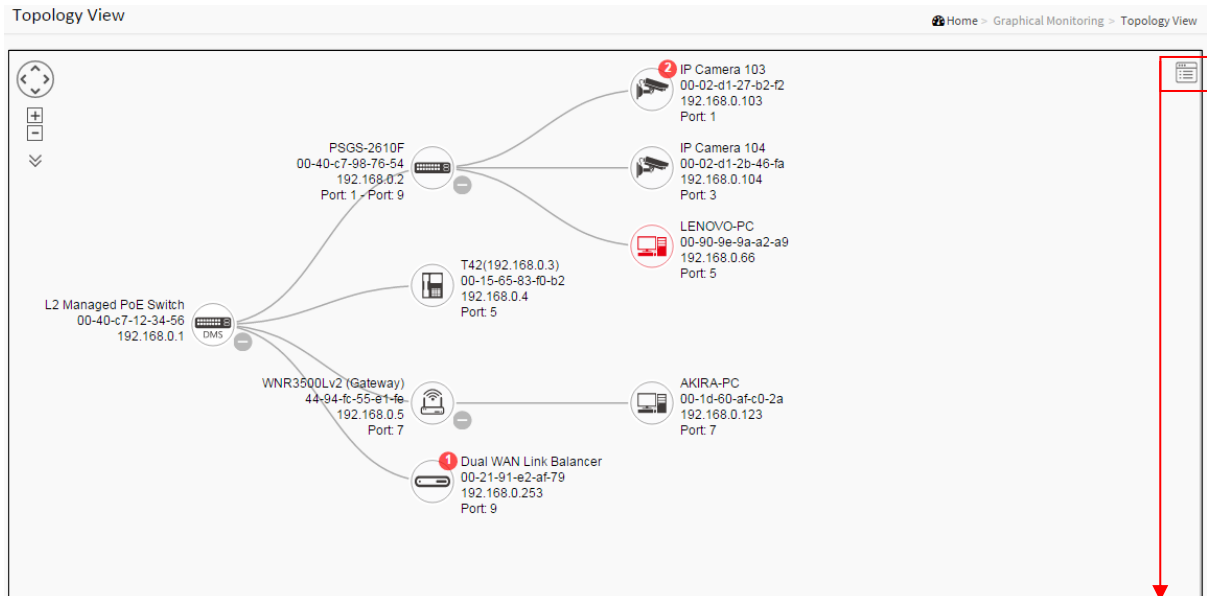 Topology View
Home > Graphical Monitoring > Topology View
2
IP Camera 103
00-02-d1-27-b2-f2
192.168.0.103
Port: 1
PSGS-2610F
00-40-c7-98-76-54
192.168.0.2
Port: 1 - Port: 9
IP Camera 104
00-02-d1-2b-46-fa
192.168.0.104
Port: 3
LENOVO-PC
00-90-9e-9a-a2-a9
192.168.0.66
Port: 5
T42(192.168.0.3)
00-15-65-83-f0-b2
192.168.0.4
Port: 5
L2 Managed PoE Switch
00-40-c7-12-34-56
192.168.0.1
DMS
WNR3500Lv2 (Gateway)
44-94-fc-55-e1-fe
192.168.0.5
Port: 7
AKIRA-PC
00-1d-60-af-c0-2a
192.168.0.123
Port: 7
1
Dual WAN Link Balancer
00-21-91-e2-af-79
192.168.0.253
Port: 9